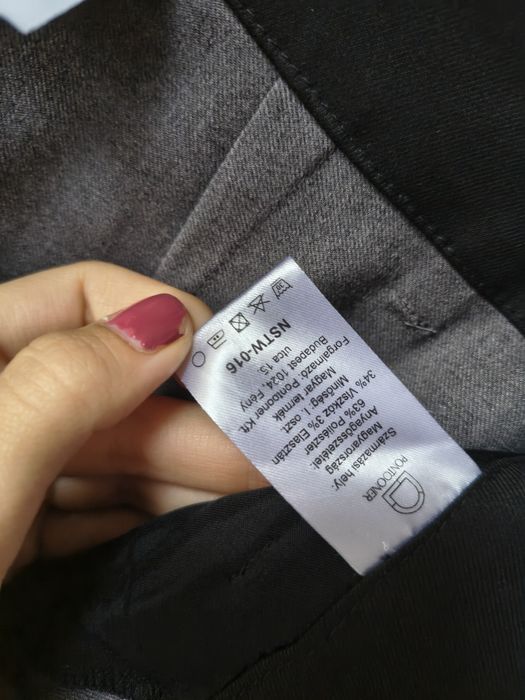 PONTOONER
Származási hely:
Magyarország
Anyagösszetétel:
63% Poliészter
34% Viszkóz 3% Elasztán
Minőség: I. oszt.
Magyar termék
Forgalmazó: Pontooner Kft.
Budapest 1024, Fény
utca 13
NSTW-016